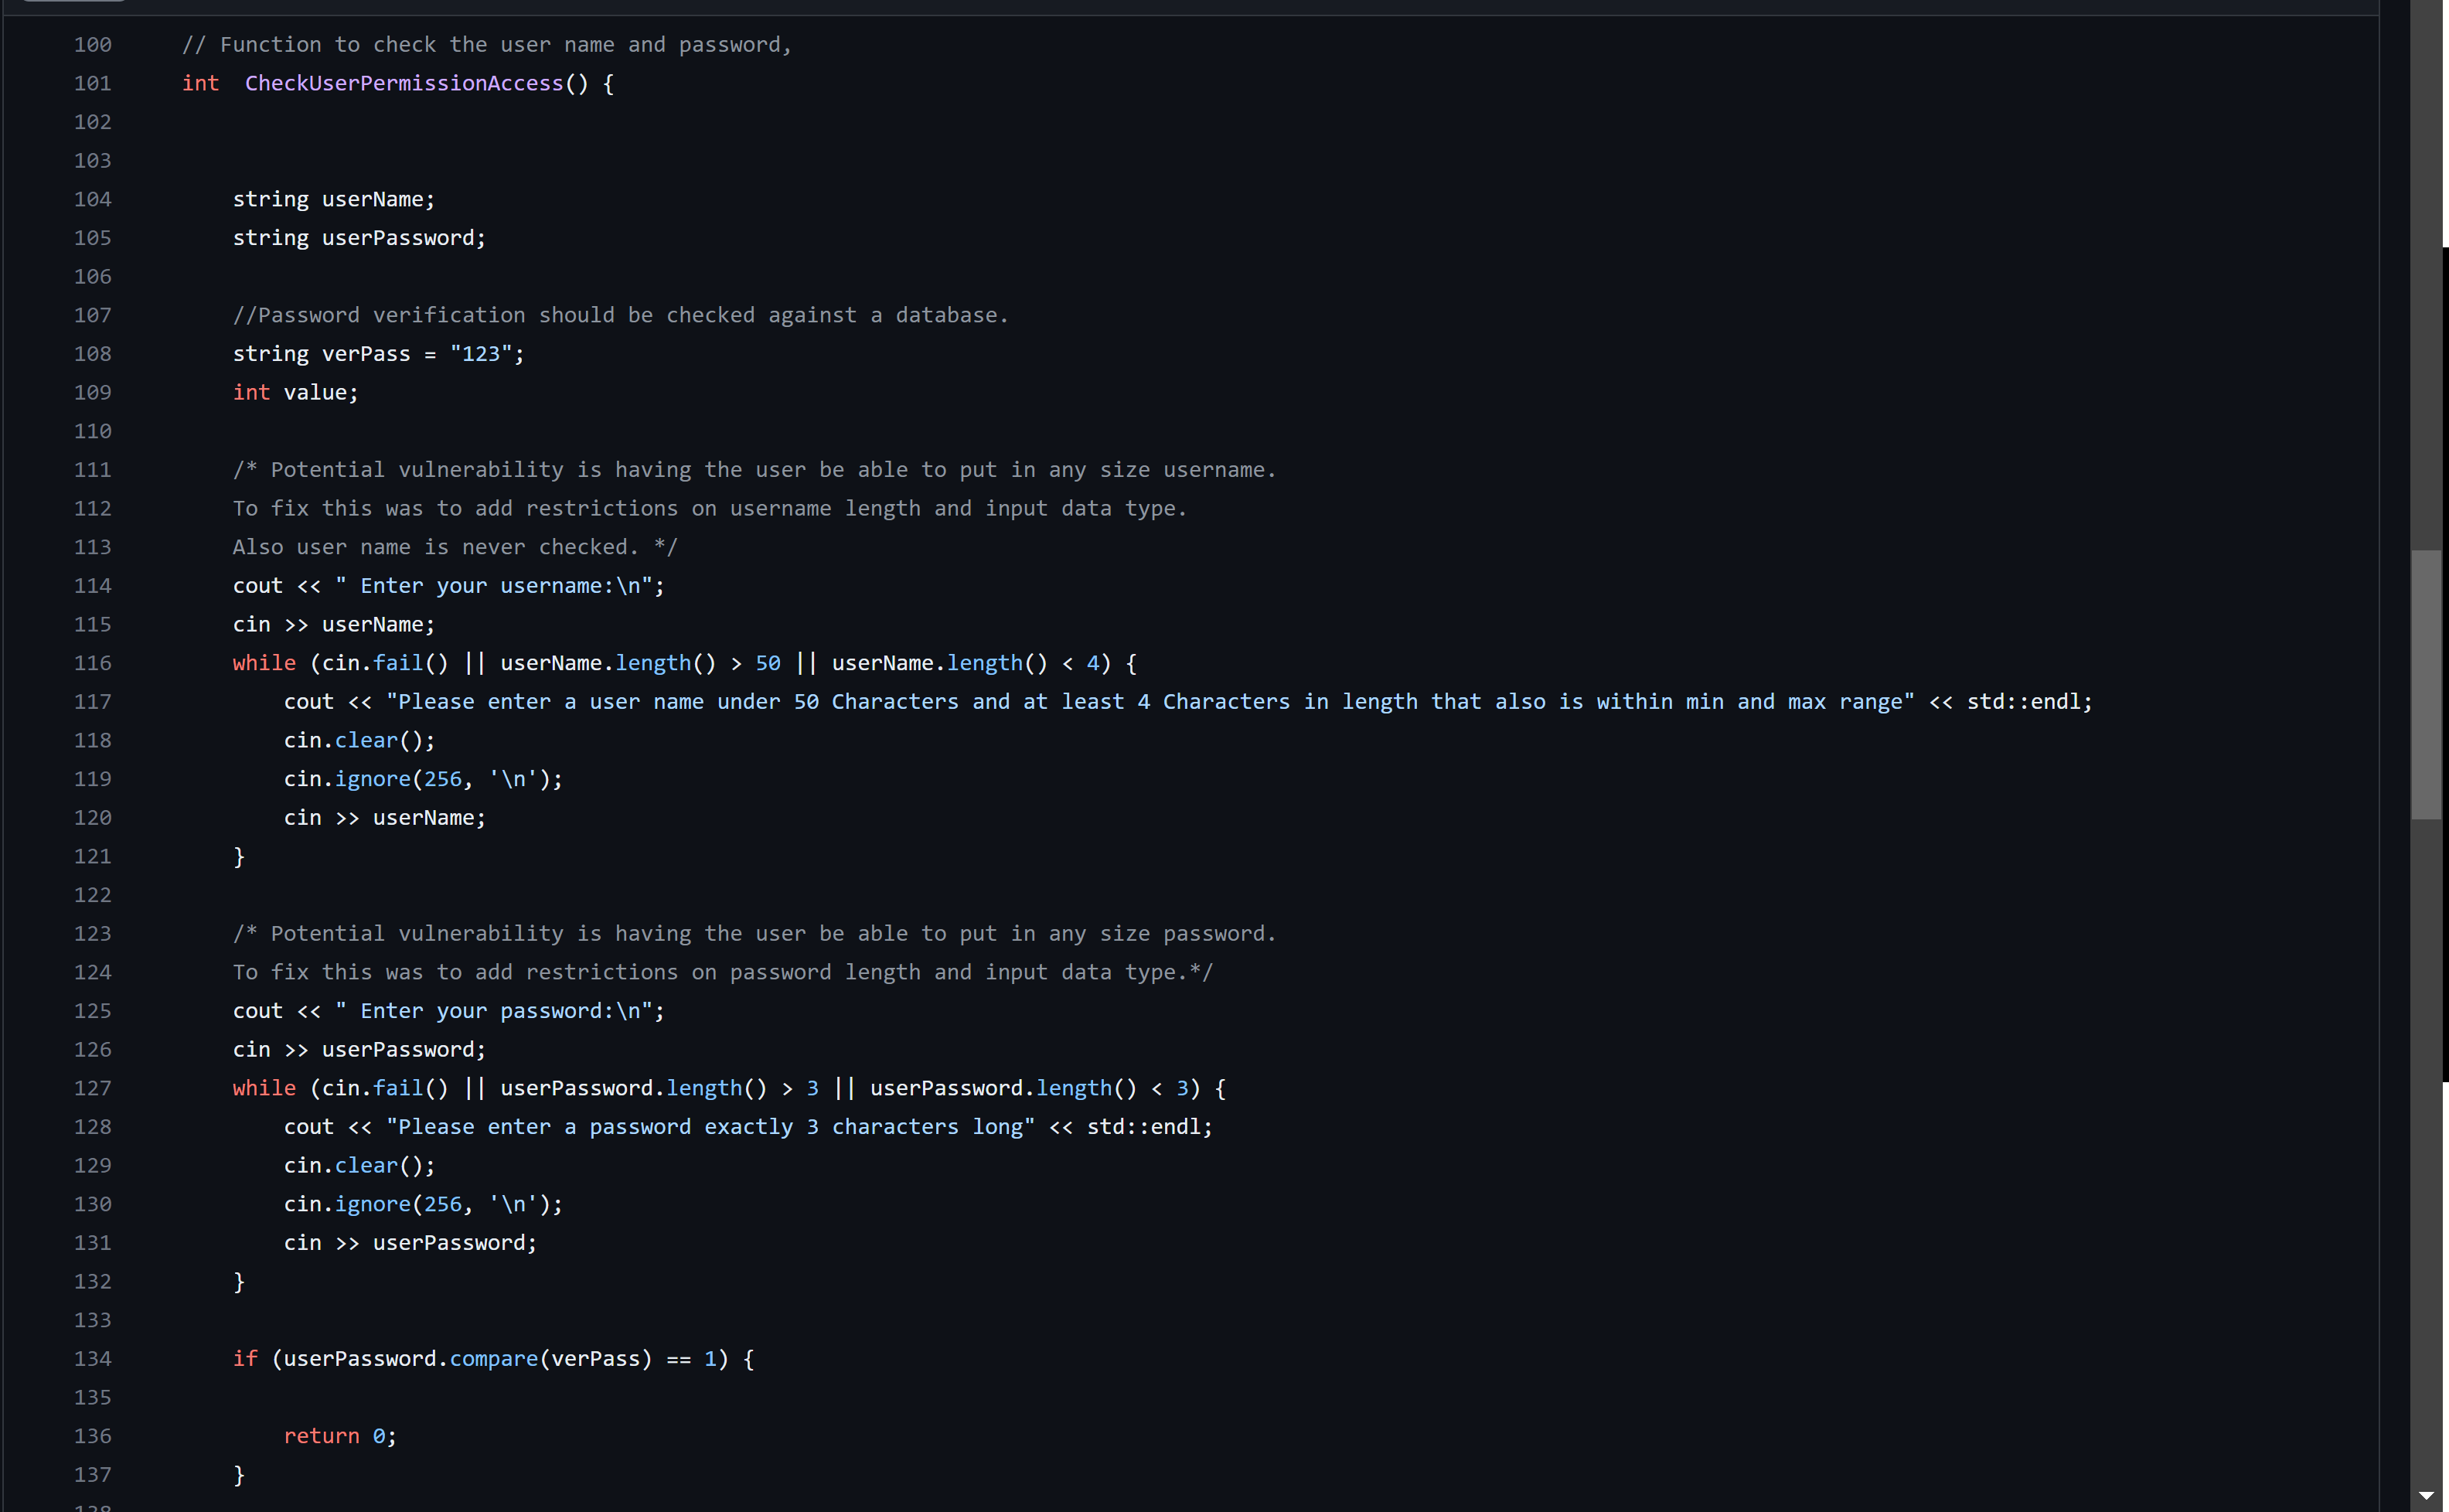 100 // Function to check the user name and password,
101 int  CheckUserPermissionAccess() {
102
103
104     string userName;
105     string userPassword;
106
107     //Password verification should be checked against a database.
108     string verPass = "123";
109     int value;
110
111     /* Potential vulnerability is having the user be able to put in any size username.
112     To fix this was to add restrictions on username length and input data type.
113     Also user name is never checked. */
114     cout << " Enter your username:\n";
115     cin >> userName;
116     while (cin.fail() || userName.length() > 50 || userName.length() < 4) {
117         cout << "Please enter a user name under 50 Characters and at least 4 Characters in length that also is within min and max range" << std::endl;
118         cin.clear();
119         cin.ignore(256, '\n');
120         cin >> userName;
121     }
122
123     /* Potential vulnerability is having the user be able to put in any size password.
124     To fix this was to add restrictions on password length and input data type.*/
125     cout << " Enter your password:\n";
126     cin >> userPassword;
127     while (cin.fail() || userPassword.length() > 3 || userPassword.length() < 3) {
128         cout << "Please enter a password exactly 3 characters long" << std::endl;
129         cin.clear();
130         cin.ignore(256, '\n');
131         cin >> userPassword;
132     }
133
134     if (userPassword.compare(verPass) == 1) {
135
136         return 0;
137     }
138